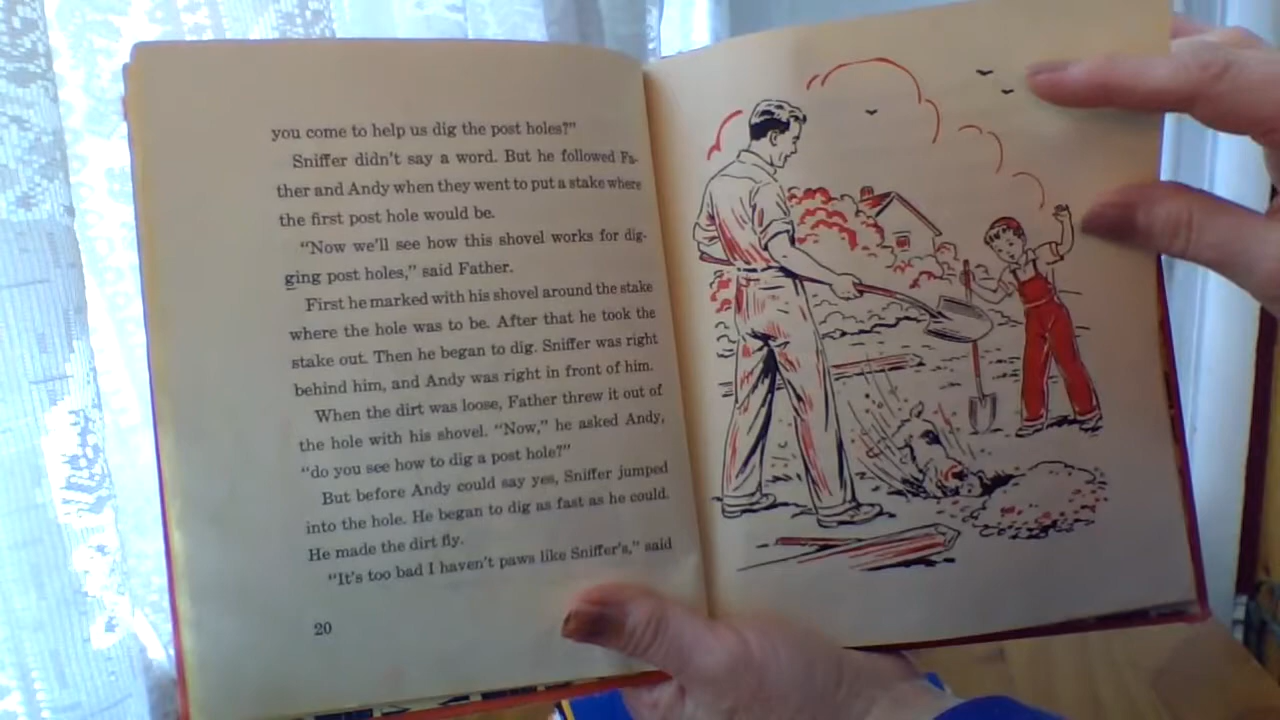 you come to help us dig the post holes?"
Sniffer didn't say a word. But he followed Fa-
ther and Andy when they went to put a stake where
the first post hole would be.
"Now we'll see how this shovel works for dig-
ging post holes," said Father.
First he marked with his shovel around the stake
where the hole was to be. After that he took the
stake out. Then he began to dig. Sniffer was right
behind him, and Andy was right in front of him.
When the dirt was loose, Father threw it out of
the hole with his shovel. "Now," he asked Andy,
"do you see how to dig a post hole?"
But before Andy could say yes, Sniffer jumped
into the hole. He began to dig as fast as he could.
He made the dirt fly.
"It's too bad I haven't paws like Sniffer's," said
20